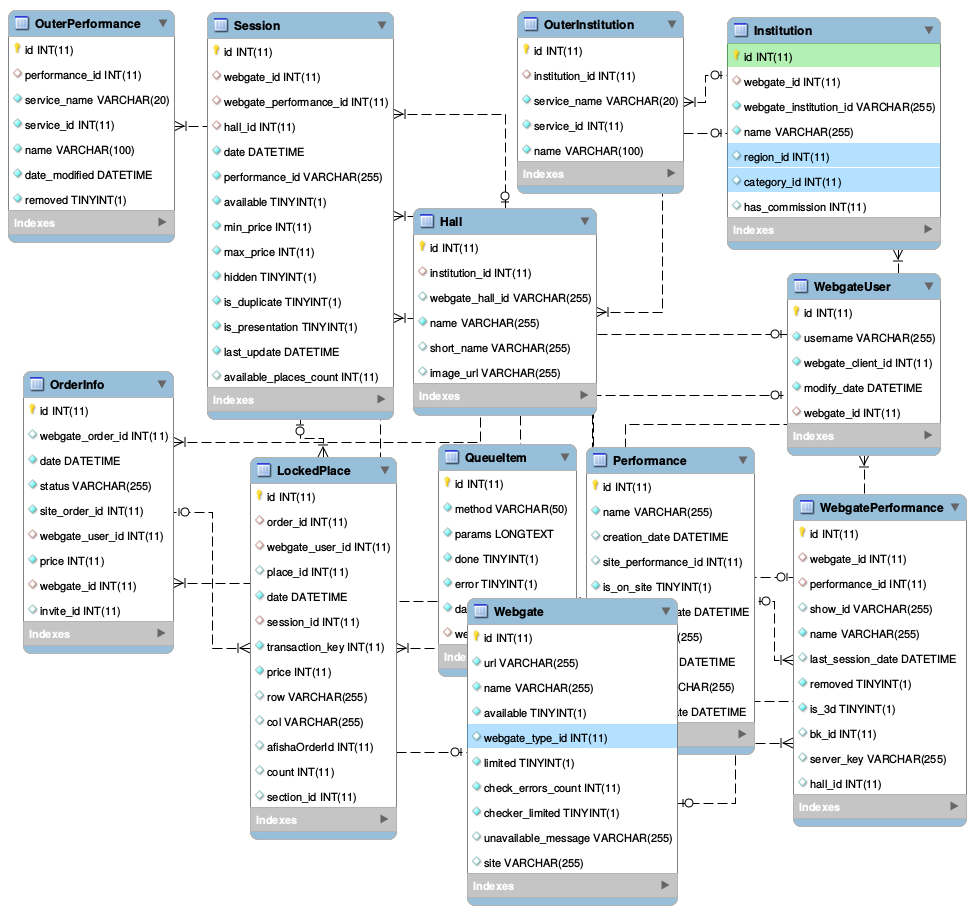 OuterPerformance
id INT(11)
performance_id INT(11)
service_name VARCHAR(20)
service_id INT(11)
name VARCHAR(100)
date_modified DATETIME
removed TINYINT(1)
Indexes
Session
id INT(11)
webgate_id INT(11)
webgate_performance_id INT(11)
hall_id INT(11)
date DATETIME
performance_id VARCHAR(255)
available TINYINT(1)
min_price INT(11)
max_price INT(11)
hidden TINYINT(1)
is_duplicate TINYINT(1)
is_presentation TINYINT(1)
last_update DATETIME
available_places_count INT(11)
Indexes
OuterInstitution
id INT(11)
institution_id INT(11)
service_name VARCHAR(20)
service_id INT(11)
name VARCHAR(100)
Indexes
Institution
id INT(11)
webgate_id INT(11)
webgate_institution_id VARCHAR(255)
name VARCHAR(255)
region_id INT(11)
category_id INT(11)
has_commission INT(11)
Indexes
Hall
id INT(11)
institution_id INT(11)
webgate_hall_id VARCHAR(255)
name VARCHAR(255)
short_name VARCHAR(255)
image_url VARCHAR(255)
Indexes
WebgateUser
id INT(11)
username VARCHAR(255)
webgate_client_id INT(11)
modify_date DATETIME
webgate_id INT(11)
Indexes
OrderInfo
id INT(11)
webgate_order_id INT(11)
date DATETIME
status VARCHAR(255)
site_order_id INT(11)
webgate_user_id INT(11)
price INT(11)
webgate_id INT(11)
invite_id INT(11)
Indexes
LockedPlace
id INT(11)
order_id INT(11)
webgate_user_id INT(11)
place_id INT(11)
date DATETIME
session_id INT(11)
transaction_key INT(11)
price INT(11)
row VARCHAR(255)
col VARCHAR(255)
afishaOrderId INT(11)
count INT(11)
section_id INT(11)
Indexes
QueueItem
id INT(11)
method VARCHAR(50)
params LONGTEXT
done TINYINT(1)
error TINYINT(1)
da
we
Inde
Performance
id INT(11)
name VARCHAR(255)
creation_date DATETIME
site_performance_id INT(11)
is_on_site TINYINT(1)
ate DATETIME
(255)
DATETIME
CHAR(255)
ate DATETIME
Webgate
id INT(11)
url VARCHAR(255)
name VARCHAR(255)
available TINYINT(1)
webgate_type_id INT(11)
limited TINYINT(1)
check_errors_count INT(11)
checker_limited TINYINT(1)
unavailable_message VARCHAR(255)
site VARCHAR(255)
Indexes
WebgatePerformance
id INT(11)
webgate_id INT(11)
performance_id INT(11)
show_id VARCHAR(255)
name VARCHAR(255)
last_session_date DATETIME
removed TINYINT(1)
is_3d TINYINT(1)
bk_id INT(11)
server_key VARCHAR(255)
hall_id INT(11)
Indexes